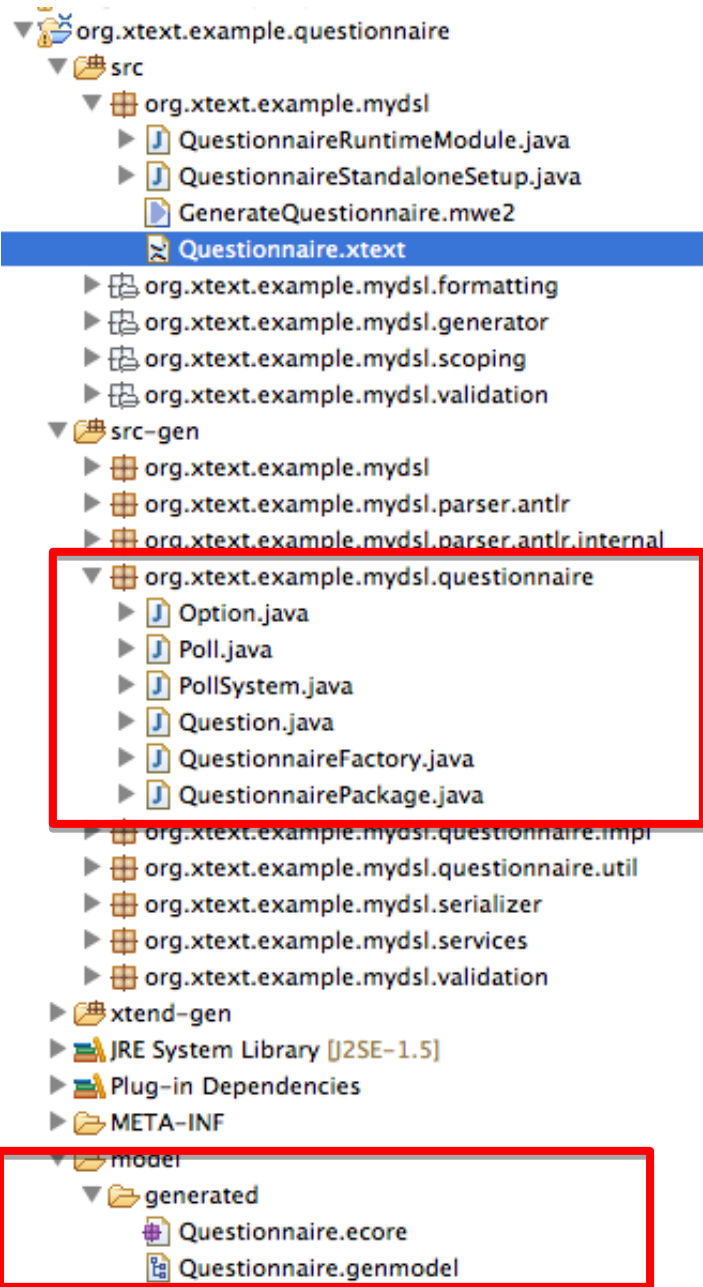 org.xtext.example.questionnaire
src
org.xtext.example.mydsl
QuestionnaireRuntimeModule.java
QuestionnaireStandaloneSetup.java
GenerateQuestionnaire.mwe2
Questionnaire.xtext
org.xtext.example.mydsl.formatting
org.xtext.example.mydsl.generator
org.xtext.example.mydsl.scoping
org.xtext.example.mydsl.validation
src-gen
org.xtext.example.mydsl
org.xtext.example.mydsl.parser.antlr
org.xtext.example.mydsl.parser.antlr.internal
org.xtext.example.mydsl.questionnaire
Option.java
Poll.java
PollSystem.java
Question.java
QuestionnaireFactory.java
QuestionnairePackage.java
org.xtext.example.mydsl.questionnaire.impl
org.xtext.example.mydsl.questionnaire.util
org.xtext.example.mydsl.serializer
org.xtext.example.mydsl.services
org.xtext.example.mydsl.validation
xtend-gen
JRE System Library [J2SE-1.5]
Plug-in Dependencies
META-INF
model
generated
Questionnaire.ecore
Questionnaire.genmodel